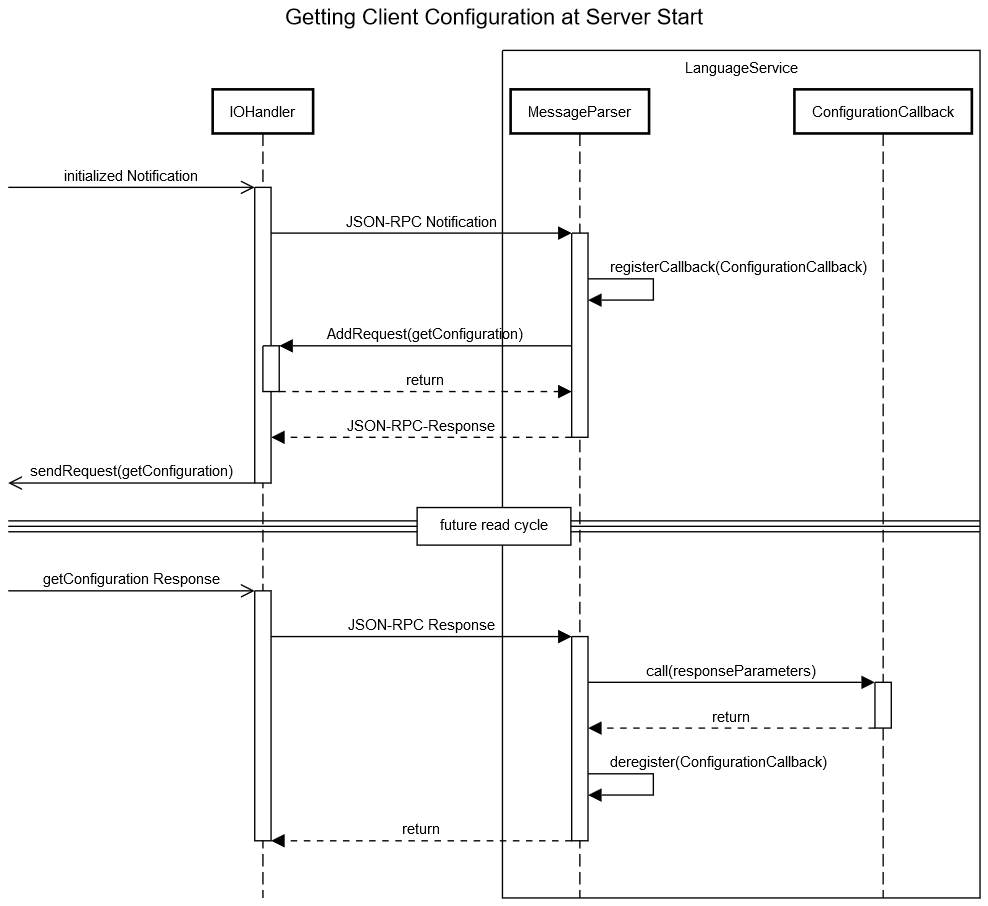 Getting Client Configuration at Server Start
LanguageService
IOHandler
MessageParser
ConfigurationCallback
initialized Notification
JSON-RPC Notification
registerCallback(ConfigurationCallback)
AddRequest(getConfiguration)
return
JSON-RPC-Response
sendRequest(getConfiguration)
future read cycle
getConfiguration Response
JSON-RPC Response
call(responseParameters)
return
deregister(ConfigurationCallback)
return